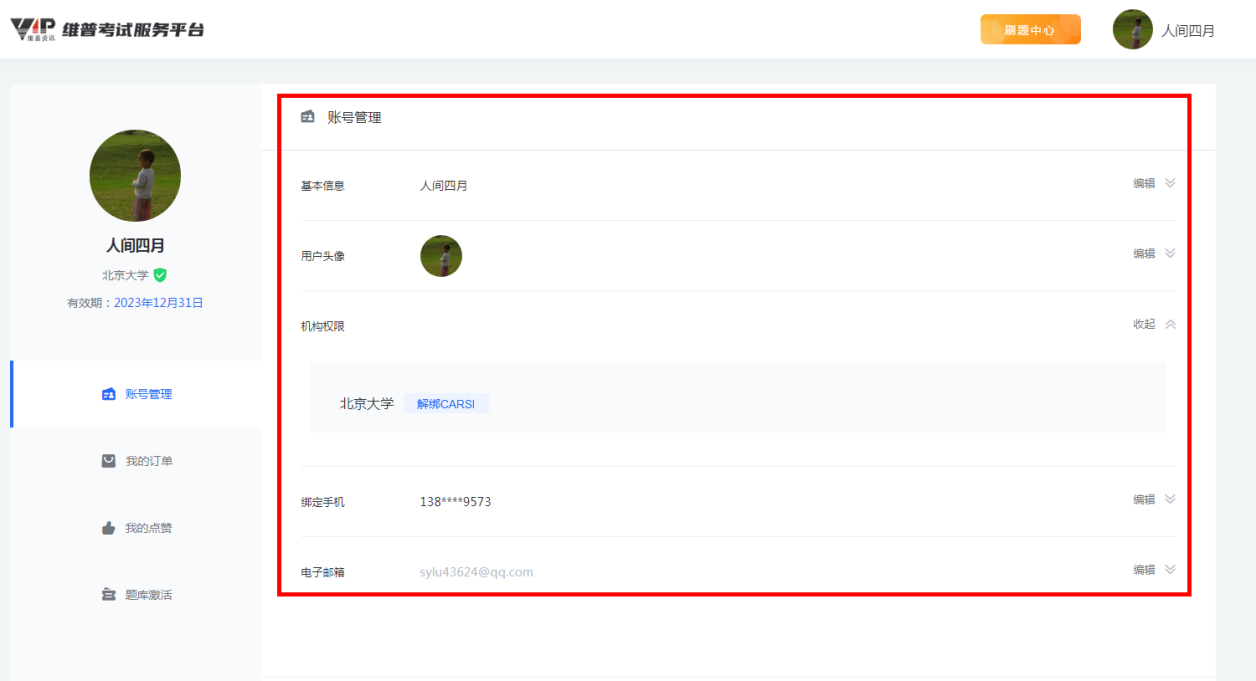 VIP 维普资讯 维普考试服务平台
刷题中心
人间四月
人间四月
北京大学
有效期：2023年12月31日
账号管理
我的订单
我的点赞
题库激活
账号管理
基本信息 人间四月 编辑
用户头像 编辑
机构权限 收起
北京大学 解绑CARSI
绑定手机 138****9573 编辑
电子邮箱 sylu43624@qq.com 编辑